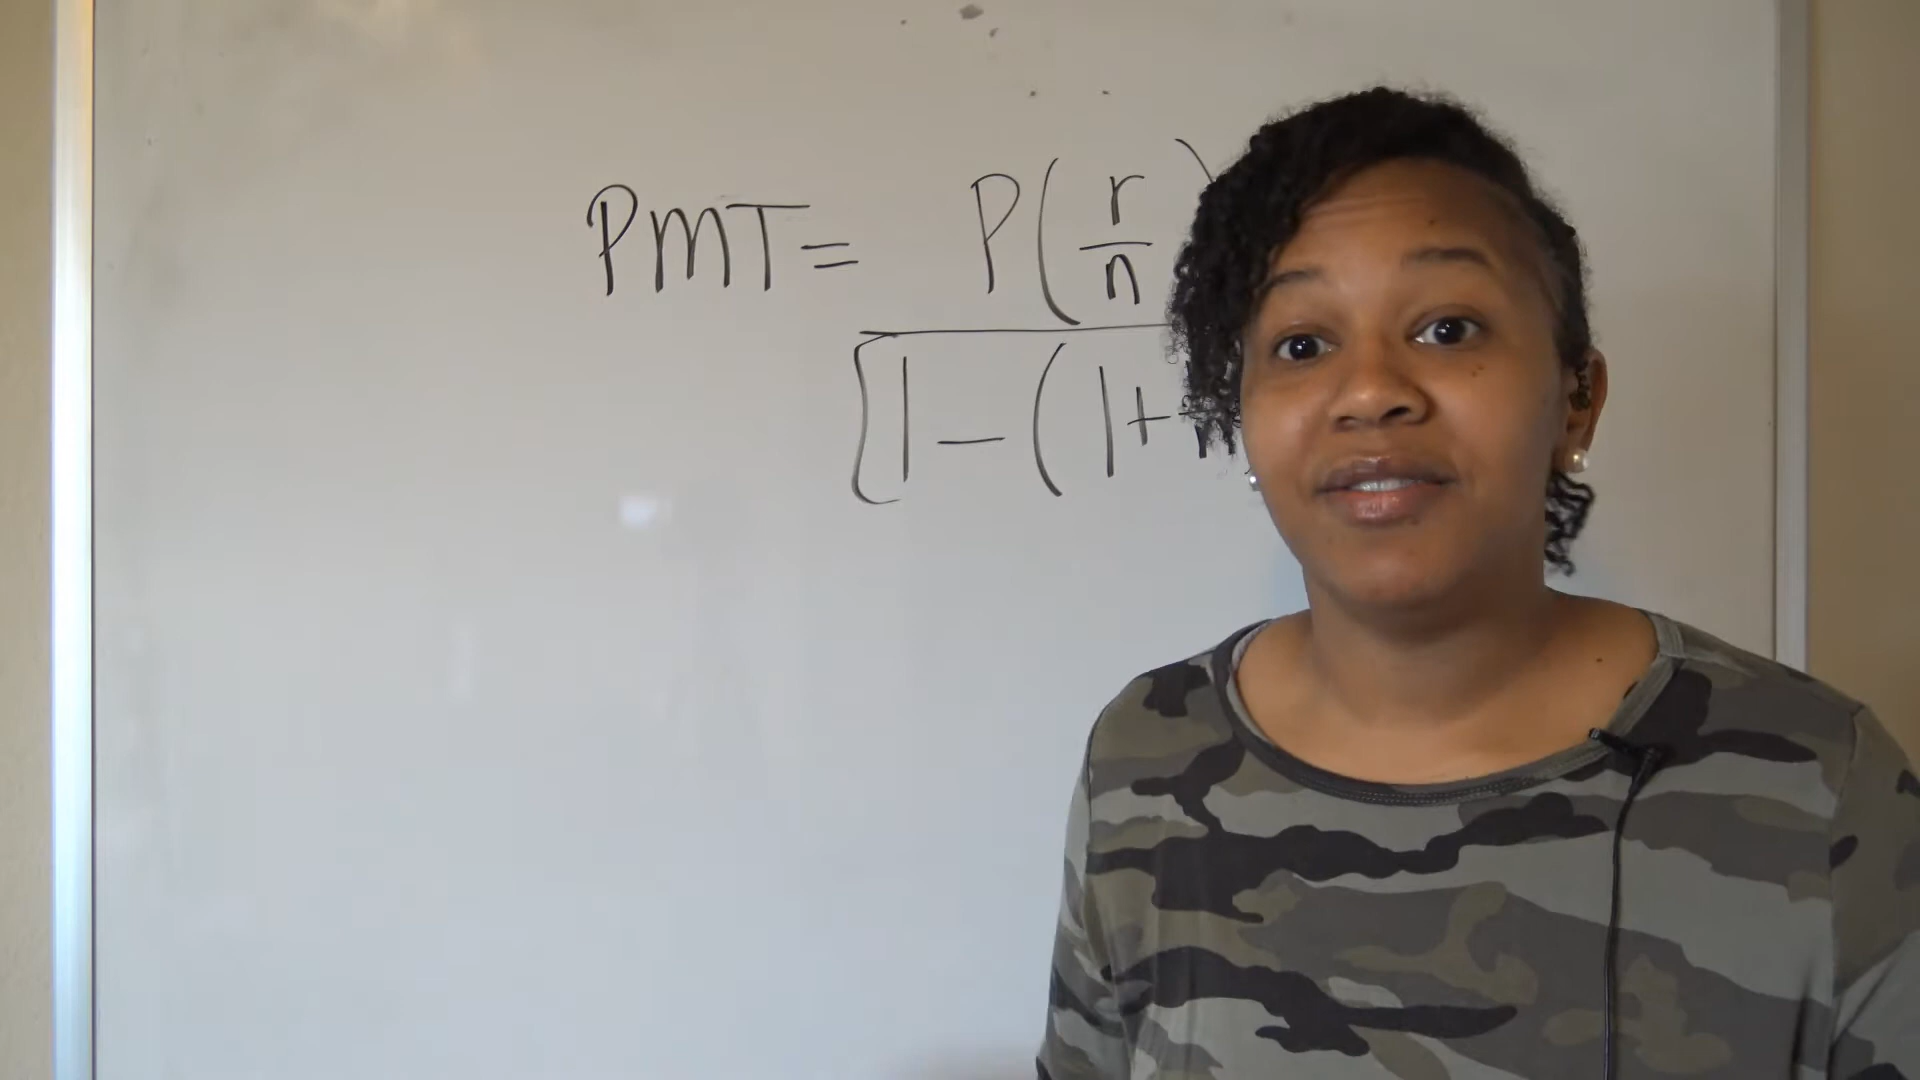 PMT = P(r/n)
[1 - (1+